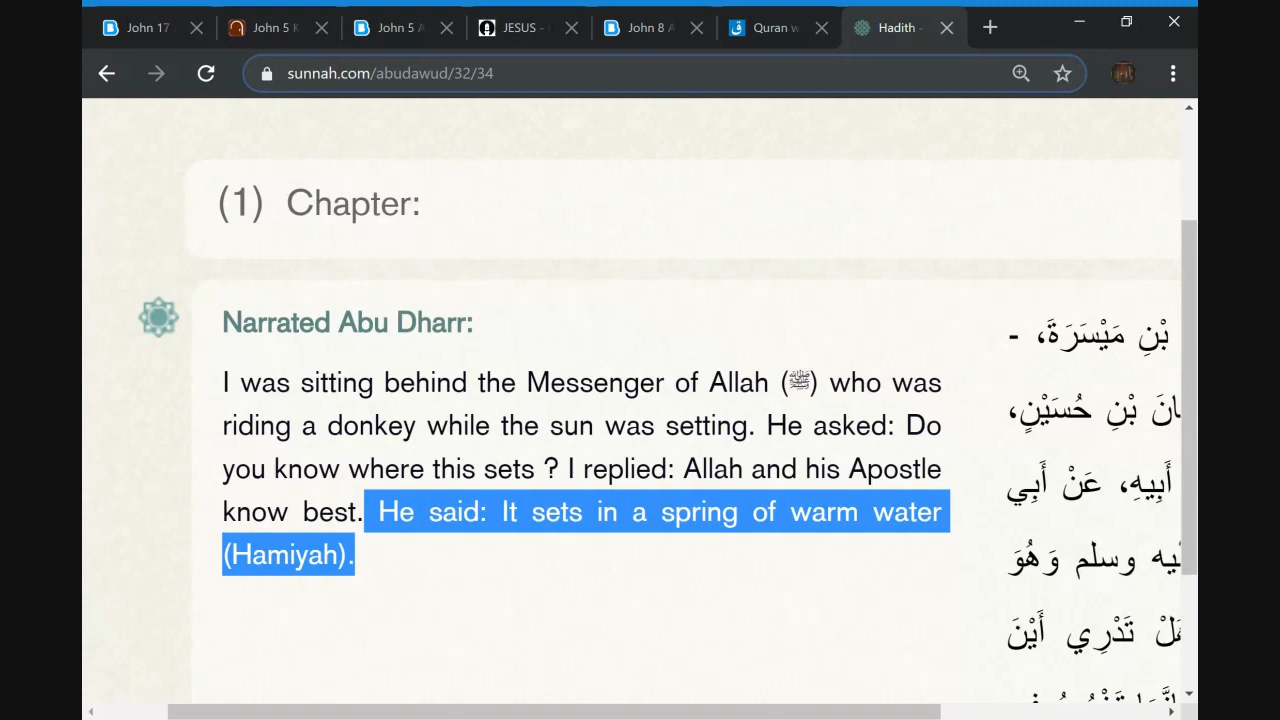 John 17
John 5 K
John 5 A
JESUS -
John 8 A
Quran w
Hadith -
sunnah.com/abudawud/32/34
(1) Chapter:
Narrated Abu Dharr:
I was sitting behind the Messenger of Allah (ﷺ) who was
riding a donkey while the sun was setting. He asked: Do
you know where this sets ? I replied: Allah and his Apostle
know best. He said: It sets in a spring of warm water
(Hamiyah).
بْنِ مَيْسَرَةَ، -
بْنِ حُسَيْنٍ،
أَبِيهِ، عَنْ أَبِي
وسلم وَهُوَ
تَدْرِي أَيْنَ